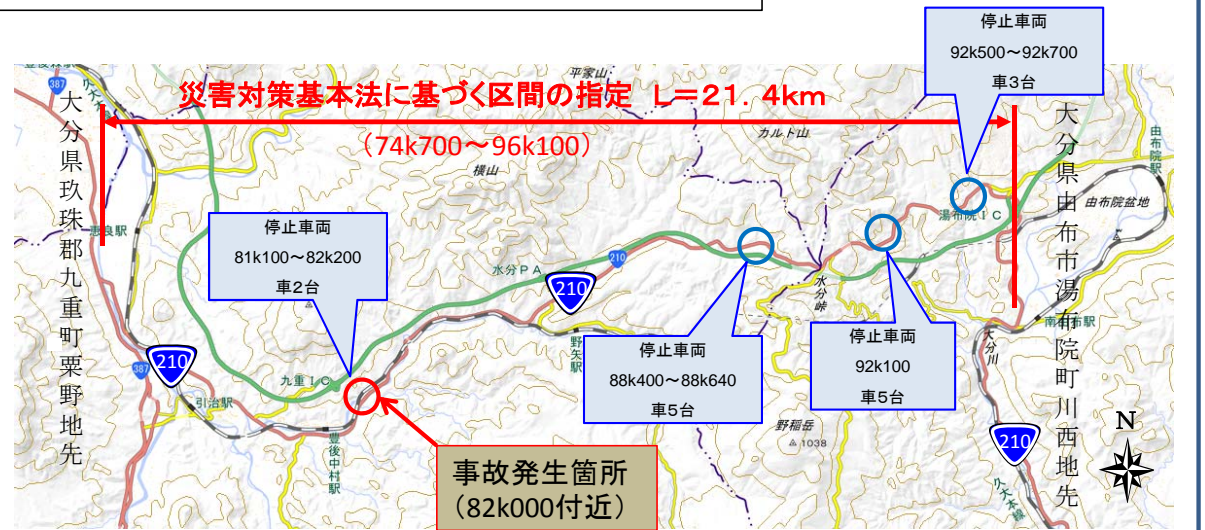 停止車両
92k500～92k700
車3台
災害対策基本法に基づく区間の指定 L=21.4km
（74k700～96k100）
大分県玖珠郡九重町粟野地先
大分県由布市湯布院町川西地先
停止車両
81k100～82k200
車2台
停止車両
88k400～88k640
車5台
停止車両
92k100
車5台
事故発生箇所
（82k000付近）
387
久大本
平家山
カルト山
横山
恵良駅
由布院駅
由布院盆地
湯布院IC
水分PA
210
210
水分峠
南由布駅
大分川
野矢駅
210
387
九重IC
引治駅
豊後中村駅
野稲岳
1038
210
久大本線
N